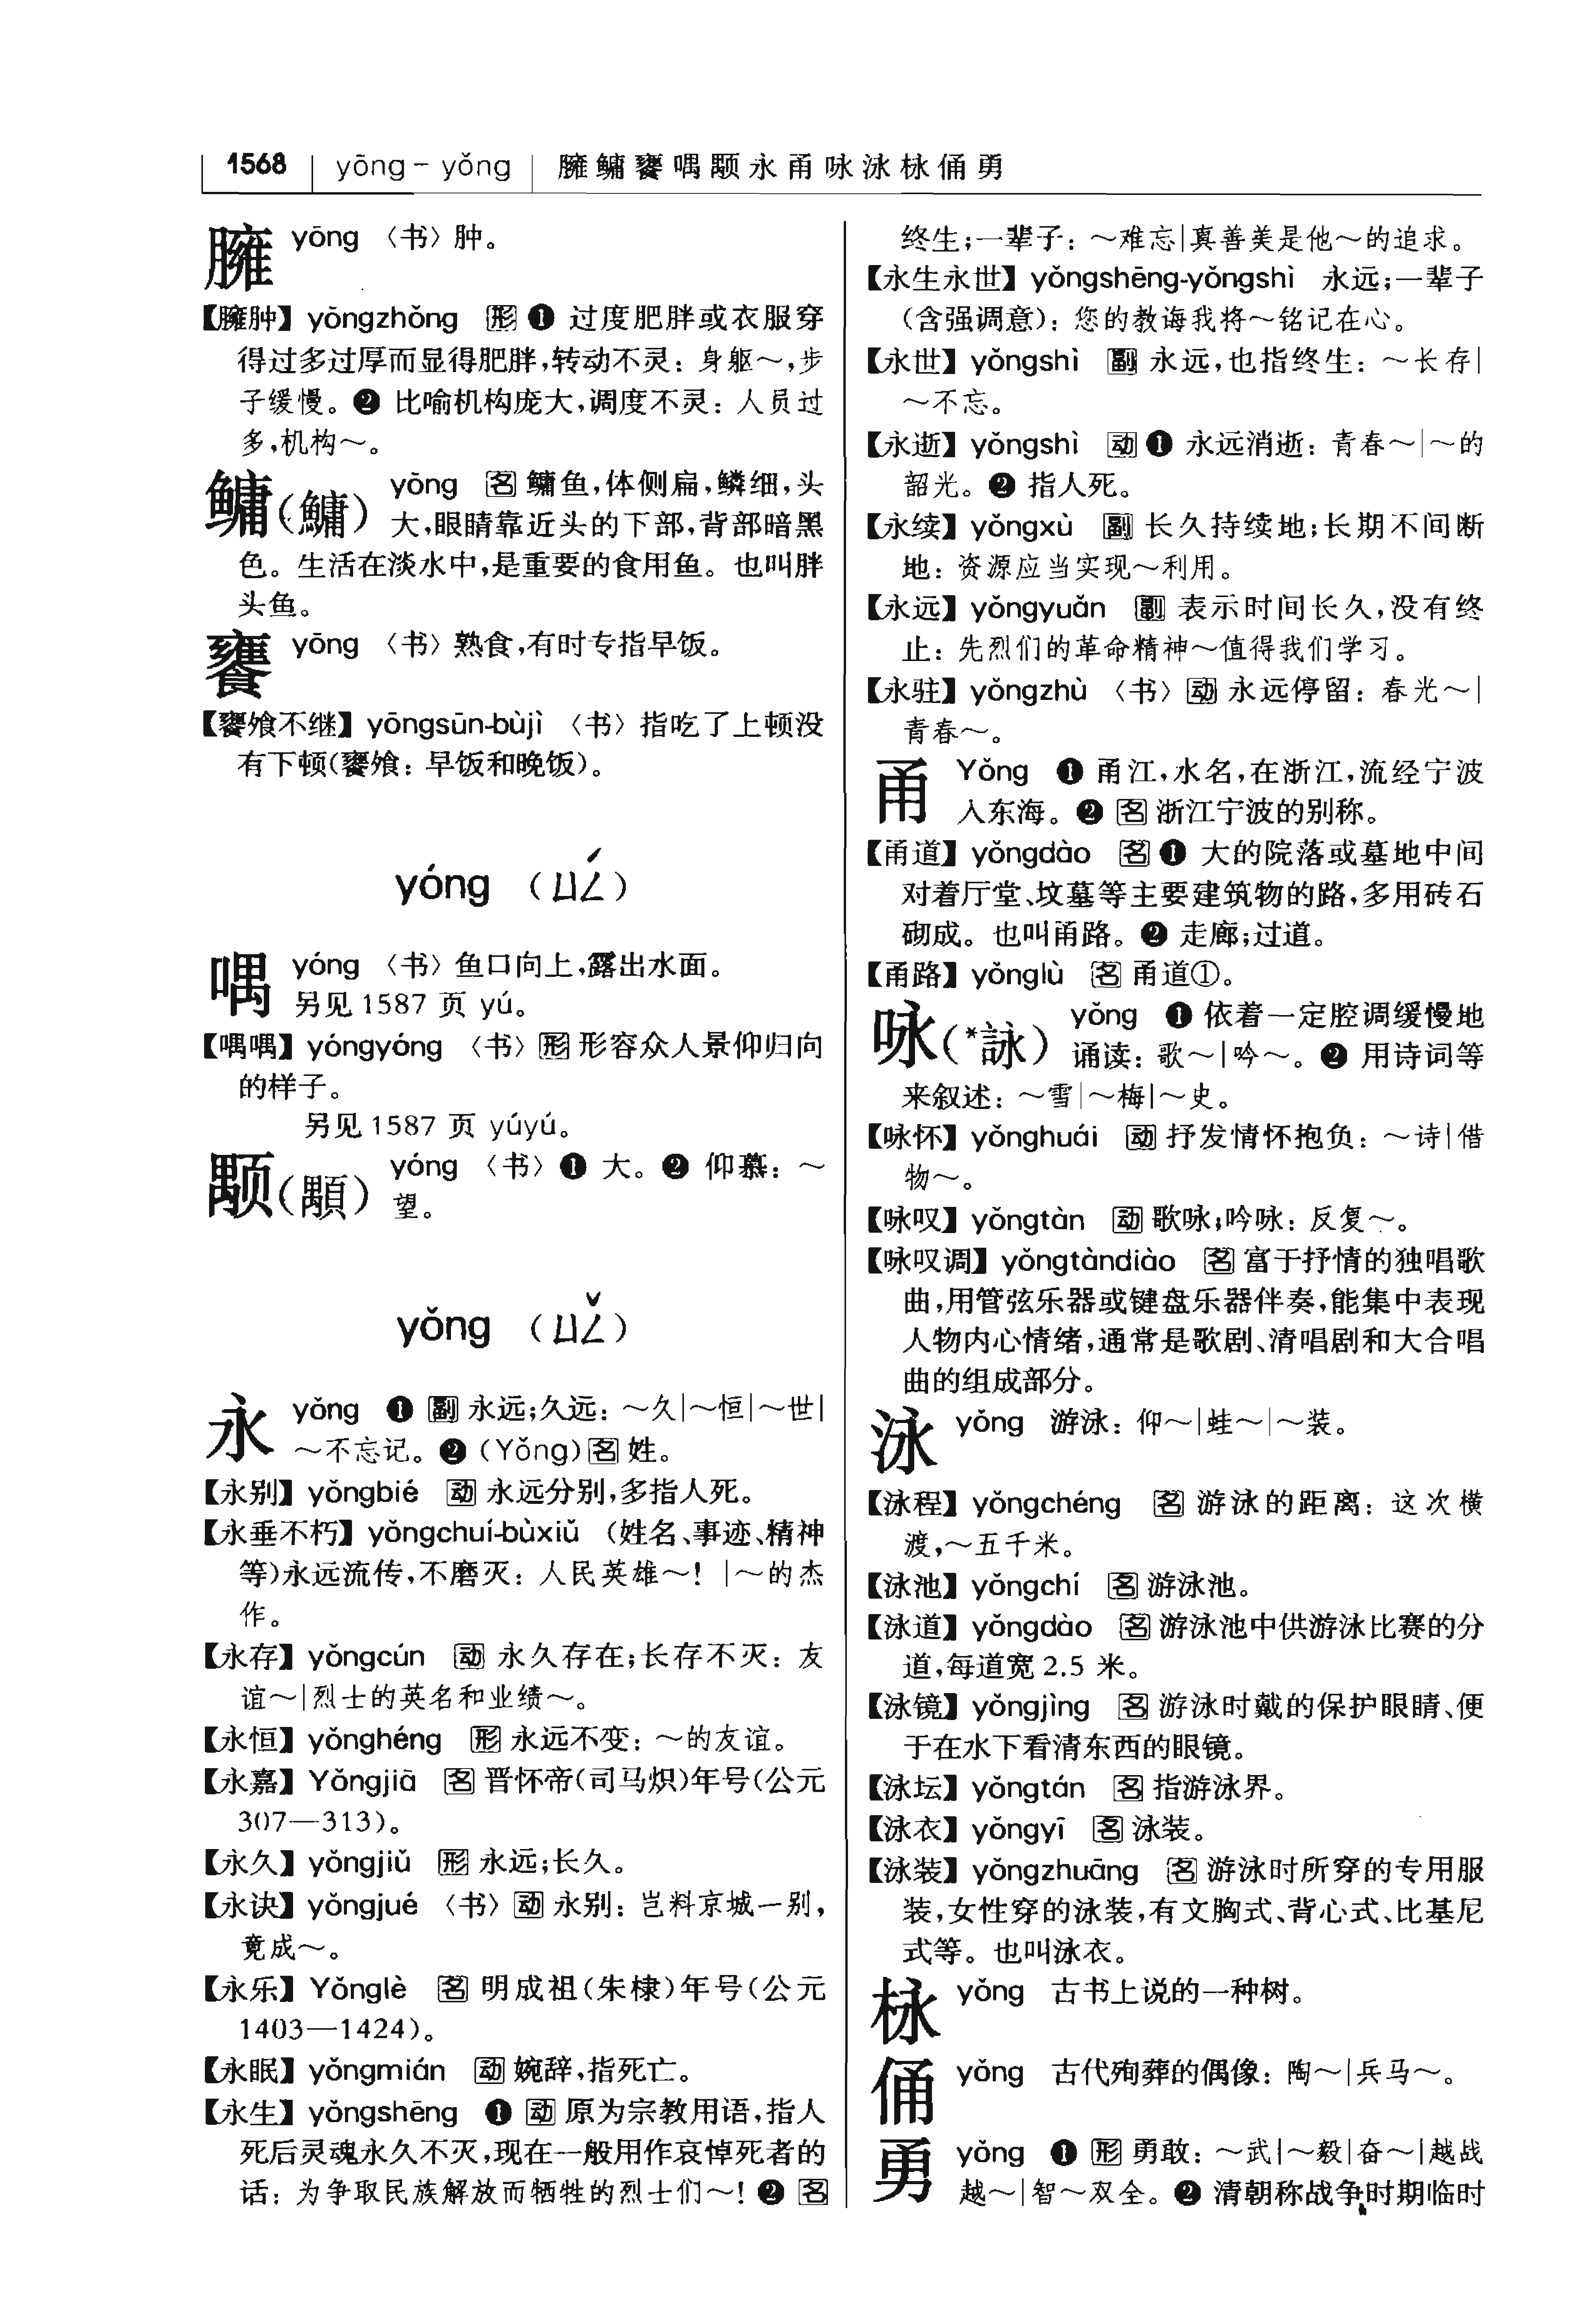 1568 yōng－yǒng 臃鳙饔喁颙永甬咏泳柡俑勇
臃 yōng 〈书〉肿。
【臃肿】yōngzhǒng 形 ❶ 过度肥胖或衣服穿
得过多过厚而显得肥胖,转动不灵：身躯～,步
子缓慢。❷ 比喻机构庞大,调度不灵：人员过
多,机构～。
鳙(鱅) yōng 名 鳙鱼,体侧扁,鳞细,头
大,眼睛靠近头的下部,背部暗黑
色。生活在淡水中,是重要的食用鱼。也叫胖
头鱼。
饔 yōng 〈书〉熟食,有时专指早饭。
【饔飧不继】yōngsūn-bùjì 〈书〉指吃了上顿没
有下顿(饔飧：早饭和晚饭)。
yóng （ㄩㄥˊ）
喁 yóng 〈书〉鱼口向上,露出水面。
另见 1587 页 yú。
【喁喁】yóngyóng 〈书〉形 形容众人景仰归向
的样子。
另见 1587 页 yúyú。
颙(顒) yóng 〈书〉❶ 大。❷ 仰慕：～
望。
yǒng （ㄩㄥˇ）
永 yǒng ❶ 副 永远;久远：～久|～恒|～世|
～不忘记。❷（Yǒng）名 姓。
【永别】yǒngbié 动 永远分别,多指人死。
【永垂不朽】yǒngchuí-bùxiǔ （姓名、事迹、精神
等)永远流传,不磨灭：人民英雄～！|～的杰
作。
【永存】yǒngcún 动 永久存在;长存不灭：友
谊～|烈士的英名和业绩～。
【永恒】yǒnghéng 形 永远不变：～的友谊。
【永嘉】Yǒngjiā 名 晋怀帝(司马炽)年号(公元
307—313)。
【永久】yǒngjiǔ 形 永远;长久。
【永诀】yǒngjué 〈书〉动 永别：岂料京城一别,
竟成～。
【永乐】Yǒnglè 名 明成祖(朱棣)年号(公元
1403—1424)。
【永眠】yǒngmián 动 婉辞,指死亡。
【永生】yǒngshēng ❶ 动 原为宗教用语,指人
死后灵魂永久不灭,现在一般用作哀悼死者的
话：为争取民族解放而牺牲的烈士们～！❷ 名
终生;一辈子：～难忘|真善美是他～的追求。
【永生永世】yǒngshēng-yǒngshì 永远;一辈子
(含强调意)：您的教诲我将～铭记在心。
【永世】yǒngshì 副 永远,也指终生：～长存|
～不忘。
【永逝】yǒngshì 动 ❶ 永远消逝：青春～|～的
韶光。❷ 指人死。
【永续】yǒngxù 副 长久持续地;长期不间断
地：资源应当实现～利用。
【永远】yǒngyuǎn 副 表示时间长久,没有终
止：先烈们的革命精神～值得我们学习。
【永驻】yǒngzhù 〈书〉动 永远停留：春光～|
青春～。
甬 Yǒng ❶ 甬江,水名,在浙江,流经宁波
入东海。❷ 名 浙江宁波的别称。
【甬道】yǒngdào 名 ❶ 大的院落或墓地中间
对着厅堂、坟墓等主要建筑物的路,多用砖石
砌成。也叫甬路。❷ 走廊;过道。
【甬路】yǒnglù 名 甬道①。
咏(*詠) yǒng ❶ 依着一定腔调缓慢地
诵读：歌～|吟～。❷ 用诗词等
来叙述：～雪|～梅|～史。
【咏怀】yǒnghuái 动 抒发情怀抱负：～诗|借
物～。
【咏叹】yǒngtàn 动 歌咏;吟咏：反复～。
【咏叹调】yǒngtàndiào 名 富于抒情的独唱歌
曲,用管弦乐器或键盘乐器伴奏,能集中表现
人物内心情绪,通常是歌剧、清唱剧和大合唱
曲的组成部分。
泳 yǒng 游泳：仰～|蛙～|～装。
【泳程】yǒngchéng 名 游泳的距离：这次横
渡,～五千米。
【泳池】yǒngchí 名 游泳池。
【泳道】yǒngdào 名 游泳池中供游泳比赛的分
道,每道宽 2.5 米。
【泳镜】yǒngjìng 名 游泳时戴的保护眼睛、便
于在水下看清东西的眼镜。
【泳坛】yǒngtán 名 指游泳界。
【泳衣】yǒngyī 名 泳装。
【泳装】yǒngzhuāng 名 游泳时所穿的专用服
装,女性穿的泳装,有文胸式、背心式、比基尼
式等。也叫泳衣。
柡 yǒng 古书上说的一种树。
俑 yǒng 古代殉葬的偶像：陶～|兵马～。
勇 yǒng ❶ 形 勇敢：～武|～毅|奋～|越战
越～|智～双全。❷ 清朝称战争时期临时